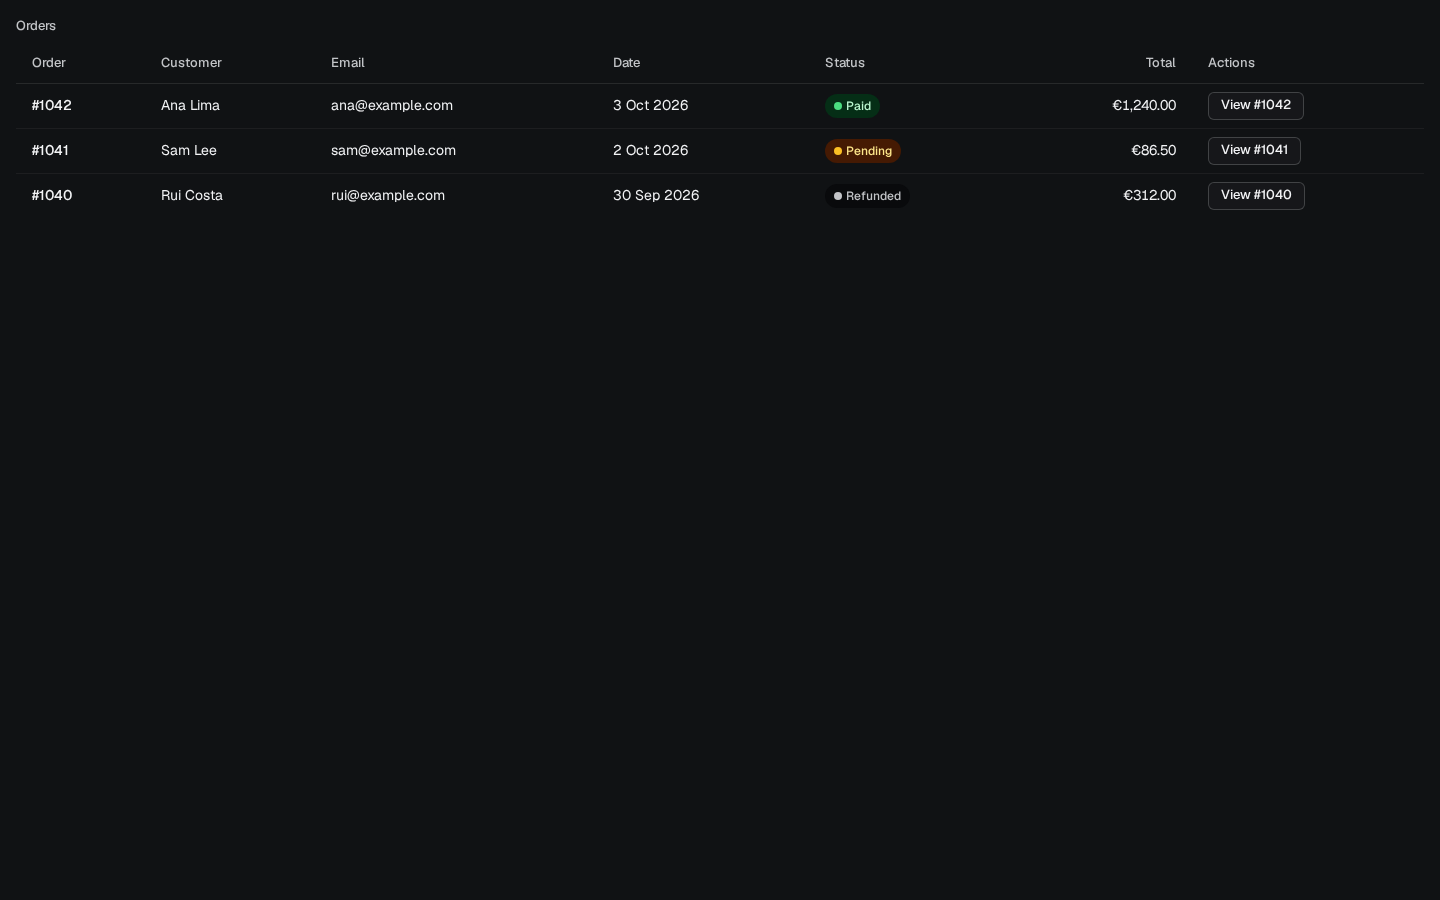 Orders
Order Customer Email Date Status Total Actions
#1042 Ana Lima ana@example.com 3 Oct 2026 Paid €1,240.00 View #1042
#1041 Sam Lee sam@example.com 2 Oct 2026 Pending €86.50 View #1041
#1040 Rui Costa rui@example.com 30 Sep 2026 Refunded €312.00 View #1040